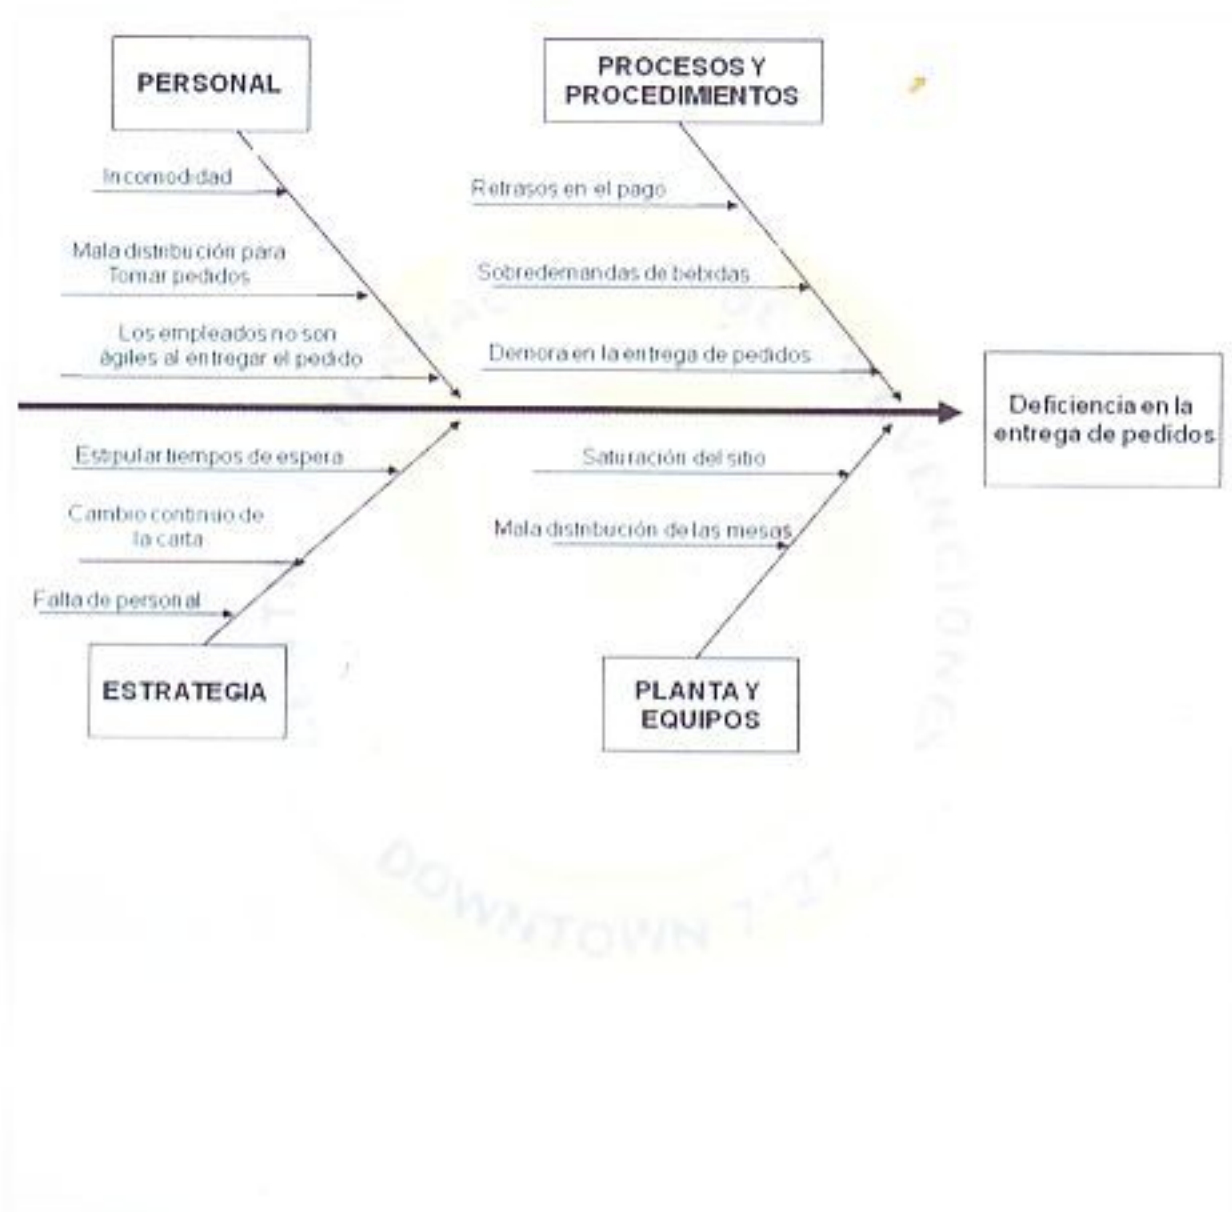 PERSONAL
Incomodidad
Mala distribución para
Tomar pedidos
Los empleados no son
ágiles al entregar el pedido
PROCESOS Y
PROCEDIMIENTOS
Retrasos en el pago
Sobredemandas de bebidas
Demora en la entrega de pedidos
Deficiencia en la
entrega de pedidos
Estipular tiempos de espera
Cambio continuo de
la carta
Falta de personal
ESTRATEGIA
Saturación del sitio
Mala distribución de las mesas
PLANTA Y
EQUIPOS
DOWNTOWN 7-27